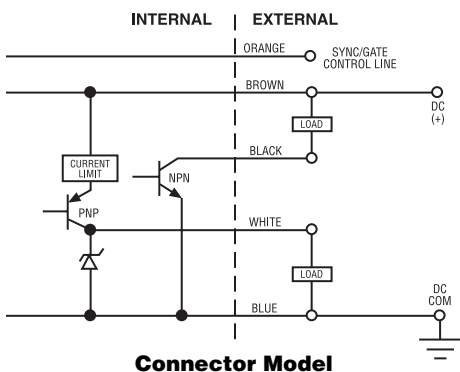 INTERNAL EXTERNAL
ORANGE
SYNC/GATE
CONTROL LINE
BROWN
DC
(+)
LOAD
BLACK
CURRENT
LIMIT
NPN
PNP
WHITE
LOAD
DC
COM
BLUE
Connector Model